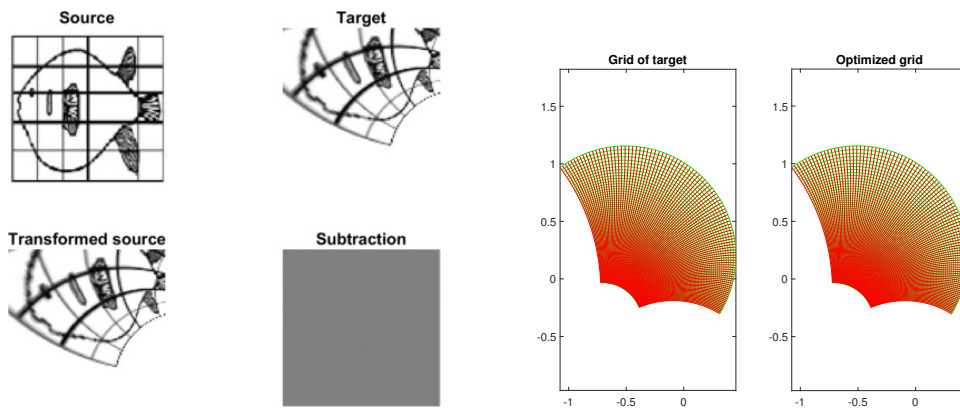 Source
Target
Transformed source
Subtraction
Grid of target
1.5
1
0.5
0
-0.5
-1
-0.5
0
Optimized grid
1.5
1
0.5
0
-0.5
-1
-0.5
0